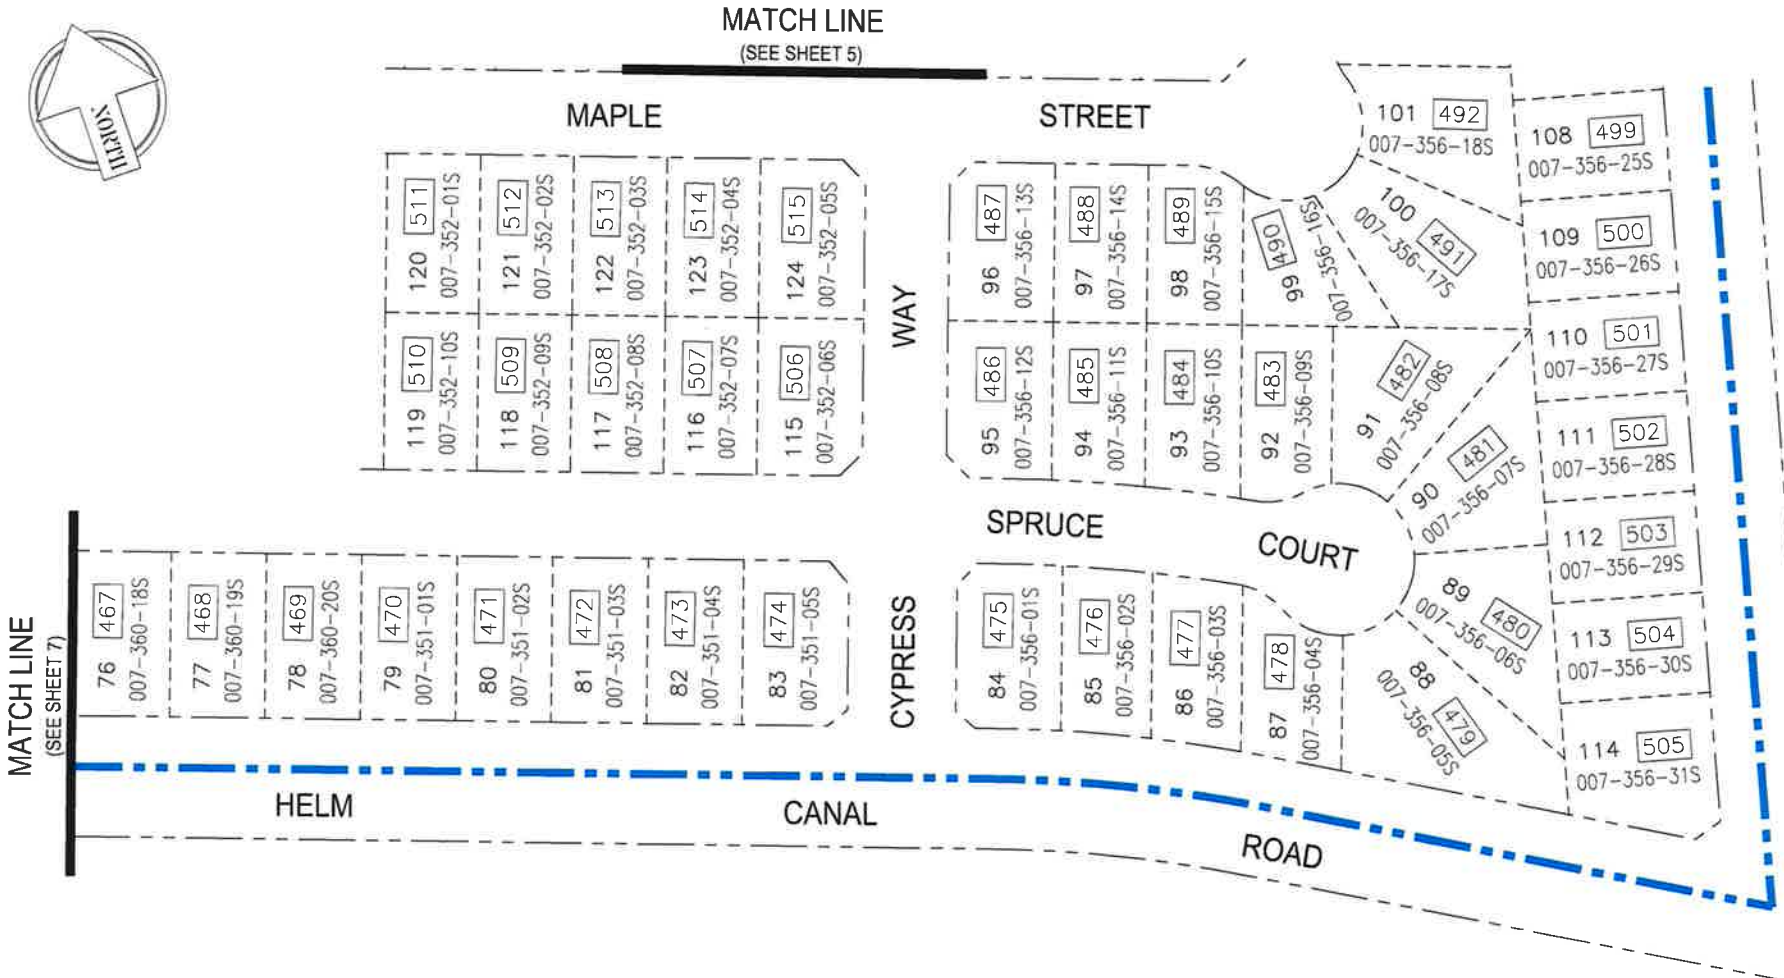 MATCH LINE
(SEE SHEET 5)
NORTH
MAPLE STREET
101 492
007-356-18S
108 499
007-356-25S
120 511
007-352-01S
121 512
007-352-02S
122 513
007-352-03S
123 514
007-352-04S
124 515
007-352-05S
96 487
007-356-13S
97 488
007-356-14S
98 489
007-356-15S
99 490
007-356-16S
100 491
007-356-17S
109 500
007-356-26S
WAY
119 510
007-352-10S
118 509
007-352-09S
117 508
007-352-08S
116 507
007-352-07S
115 506
007-352-06S
95 486
007-356-12S
94 485
007-356-11S
93 484
007-356-10S
92 483
007-356-09S
91 482
007-356-08S
90 481
007-356-07S
110 501
007-356-27S
111 502
007-356-28S
SPRUCE COURT
112 503
007-356-29S
MATCH LINE
(SEE SHEET 7)
76 467
007-360-18S
77 468
007-360-19S
78 469
007-360-20S
79 470
007-351-01S
80 471
007-351-02S
81 472
007-351-03S
82 473
007-351-04S
83 474
007-351-05S
CYPRESS
84 475
007-356-01S
85 476
007-356-02S
86 477
007-356-03S
87 478
007-356-04S
88 479
007-356-05S
89 480
007-356-06S
113 504
007-356-30S
114 505
007-356-31S
HELM CANAL ROAD